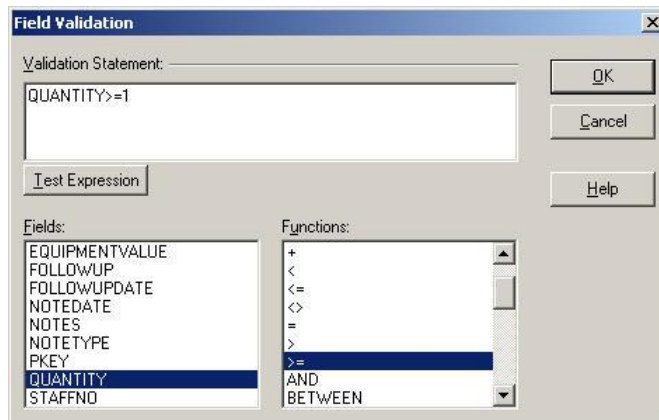 Field Validation
Validation Statement:
QUANTITY>=1
OK
Cancel
Test Expression
Help
Fields:
EQUIPMENTVALUE
FOLLOWUP
FOLLOWUPDATE
NOTEDATE
NOTES
NOTETYPE
PKEY
QUANTITY
STAFFNO
Functions:
+
<
<=
<>
=
>
>=
AND
BETWEEN